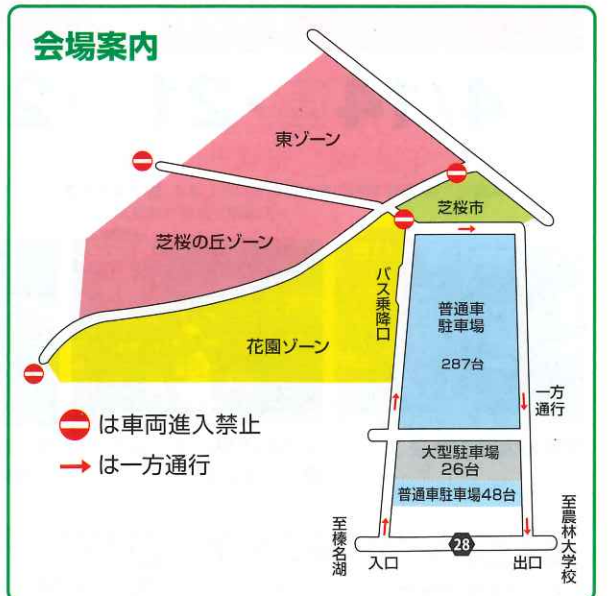 会場案内
東ゾーン
芝桜市
芝桜の丘ゾーン
バス乗降口
普通車
駐車場
287台
花園ゾーン
一方
通行
は車両進入禁止
は一方通行
大型駐車場
26台
普通車駐車場48台
至榛名湖
入口
28
出口
至農林大学校